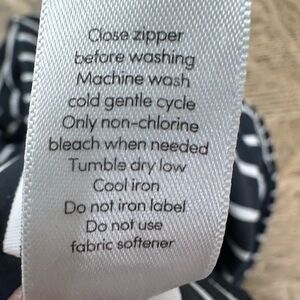 Close zipper
before washing
Machine wash
cold gentle cycle
Only non-chlorine
bleach when needed
Tumble dry low
Cool iron
Do not iron label
Do not use
fabric softener